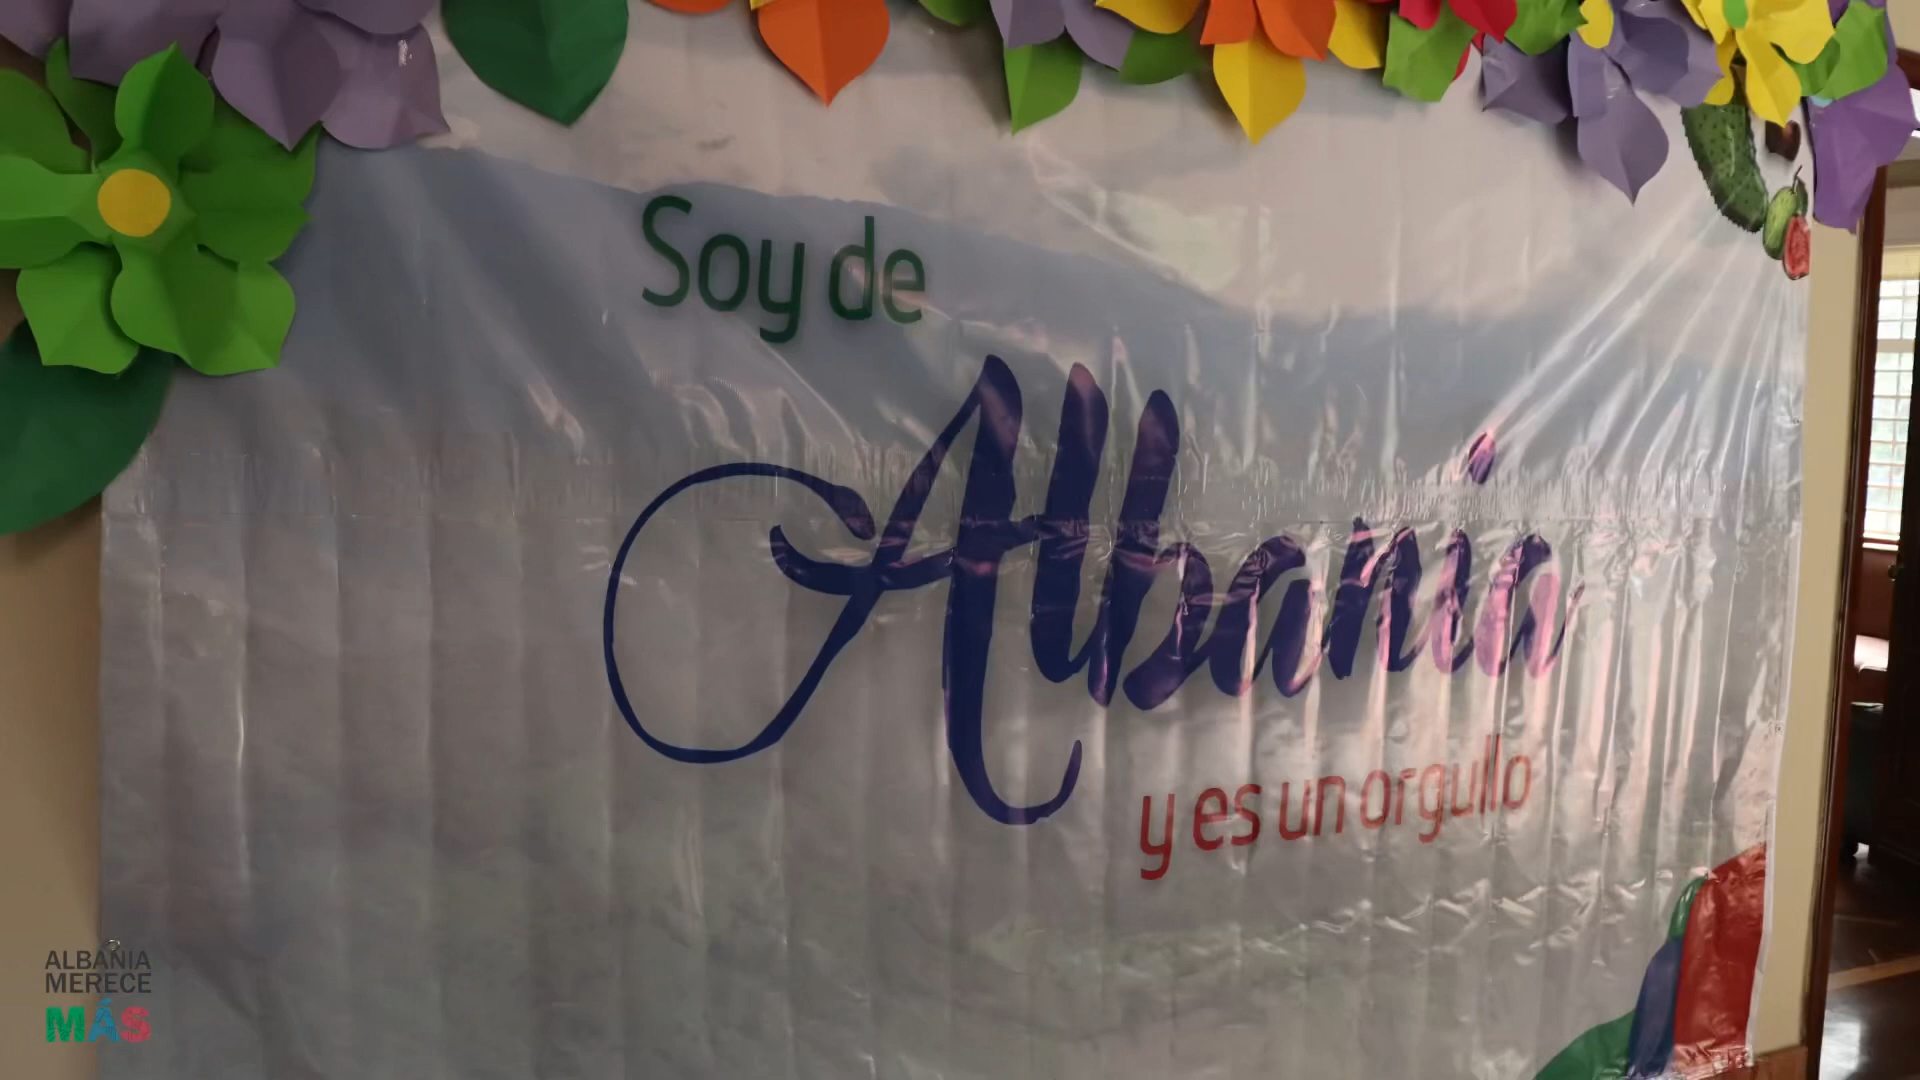 Soy de
Albania
y es un orgullo
ALBANIA
MERECE
MÁS